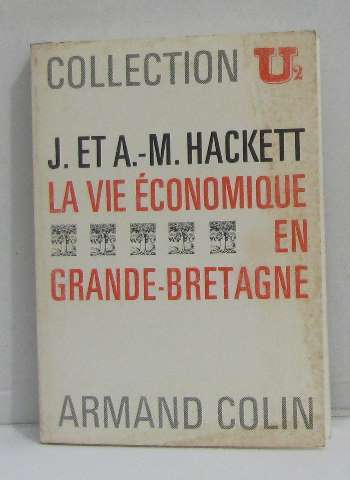 COLLECTION U2
J. ET A.-M. HACKETT
LA VIE ÉCONOMIQUE
EN
GRANDE-BRETAGNE
ARMAND COLIN